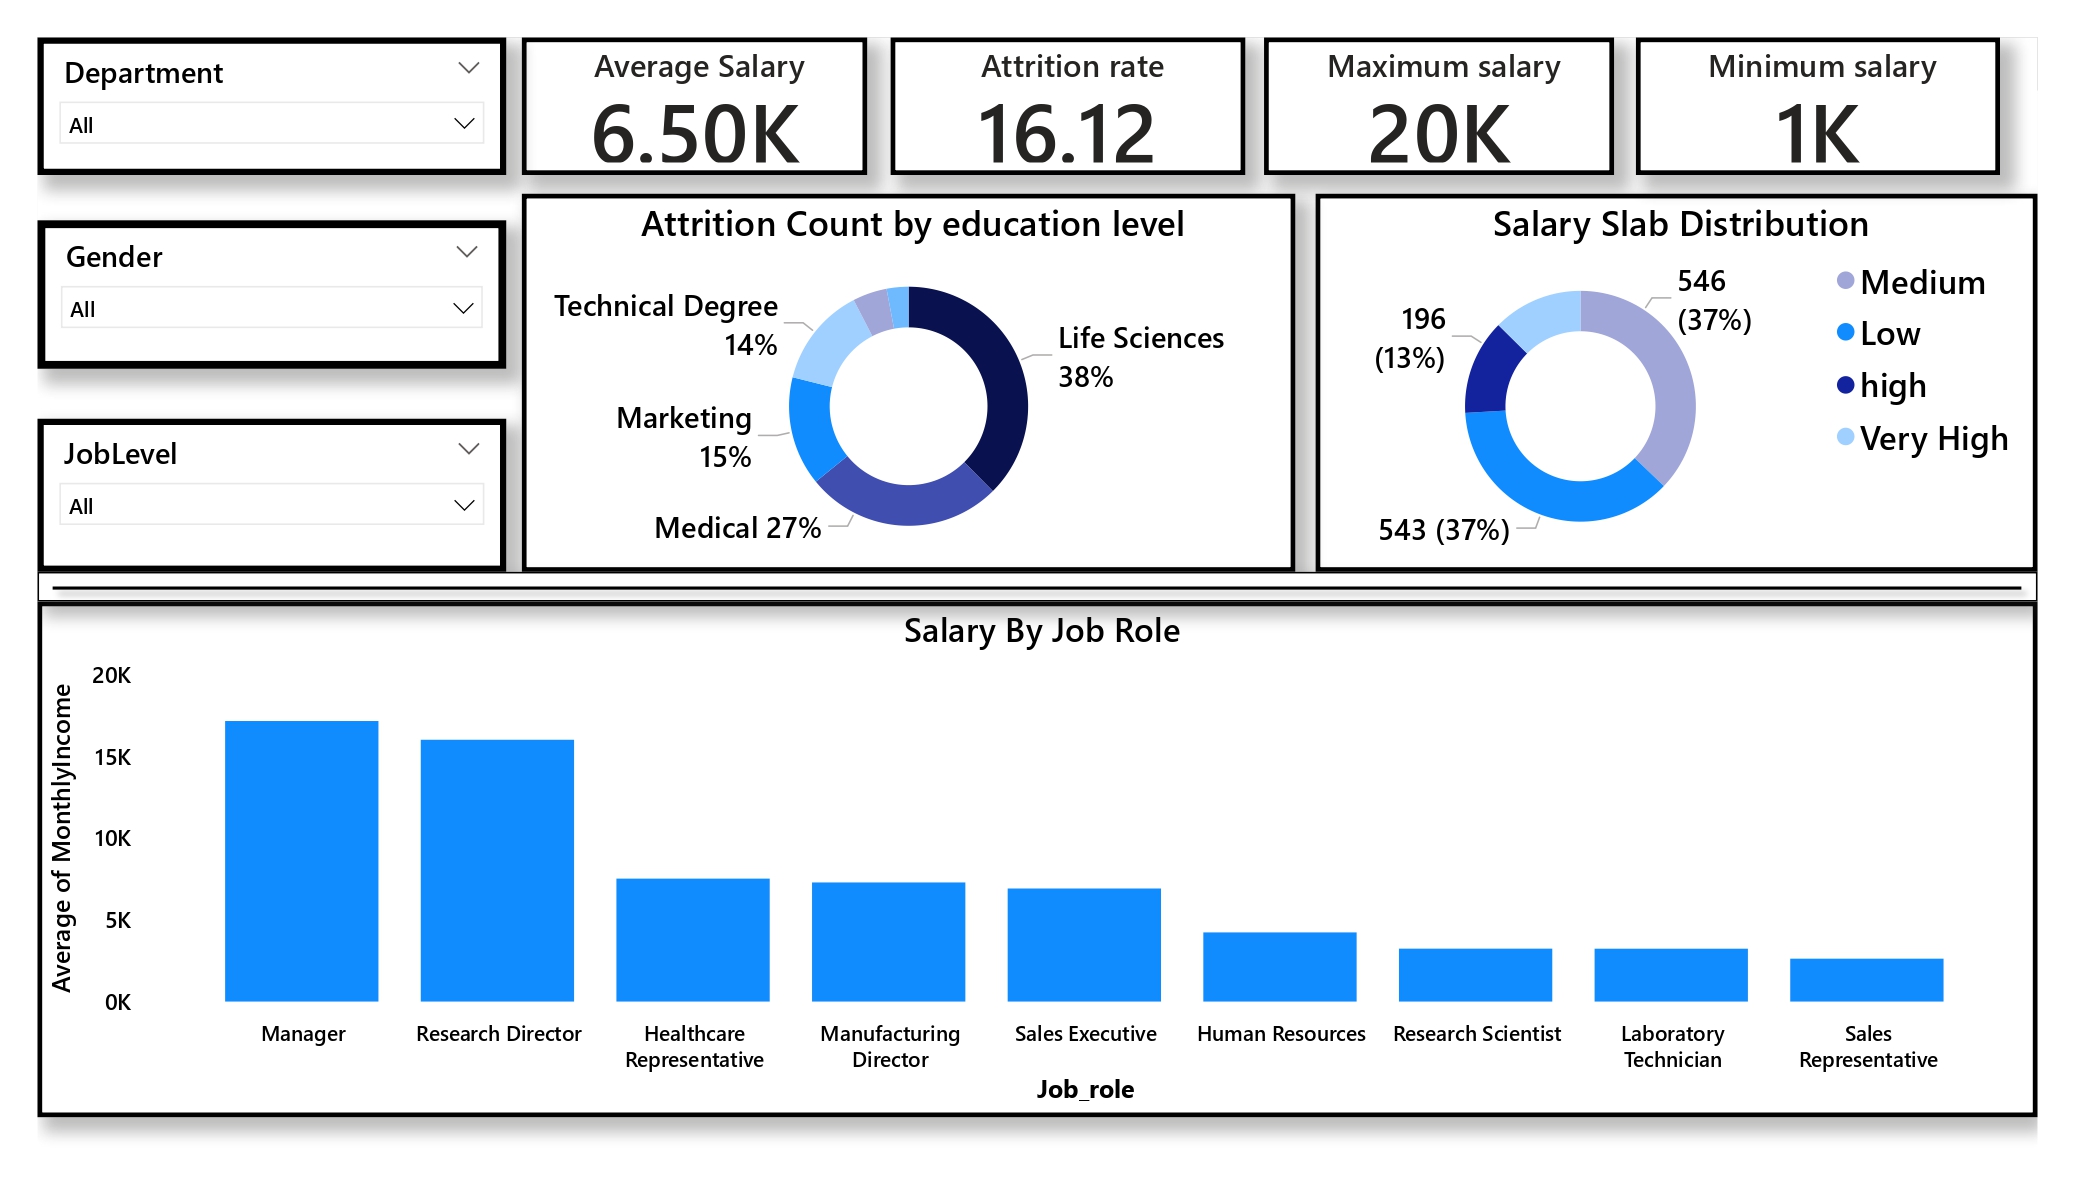 Department
All
Average Salary
6.50K
Attrition rate
16.12
Maximum salary
20K
Minimum salary
1K
Gender
All
JobLevel
All
Attrition Count by education level
Technical Degree
14%
Life Sciences
38%
Marketing
15%
Medical 27%
Salary Slab Distribution
546
(37%)
196
(13%)
543 (37%)
Medium
Low
high
Very High
Salary By Job Role
Average of MonthlyIncome
20K
15K
10K
5K
0K
Manager
Research Director
Healthcare
Representative
Manufacturing
Director
Sales Executive
Human Resources
Research Scientist
Laboratory
Technician
Sales
Representative
Job_role